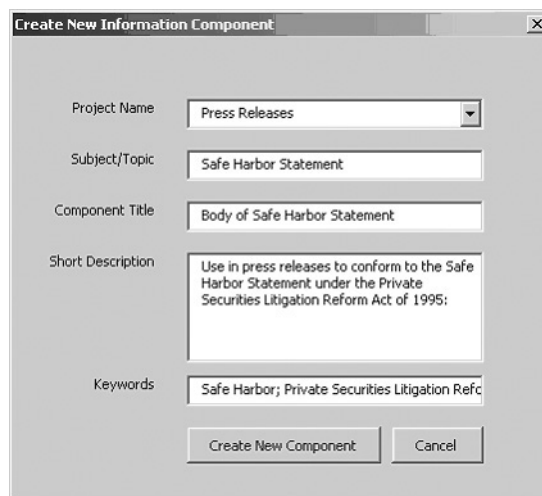 Create New Information Component
Project Name
Press Releases
Subject/Topic
Safe Harbor Statement
Component Title
Body of Safe Harbor Statement
Short Description
Use in press releases to conform to the Safe
Harbor Statement under the Private
Securities Litigation Reform Act of 1995:
Keywords
Safe Harbor; Private Securities Litigation Refc
Create New Component
Cancel